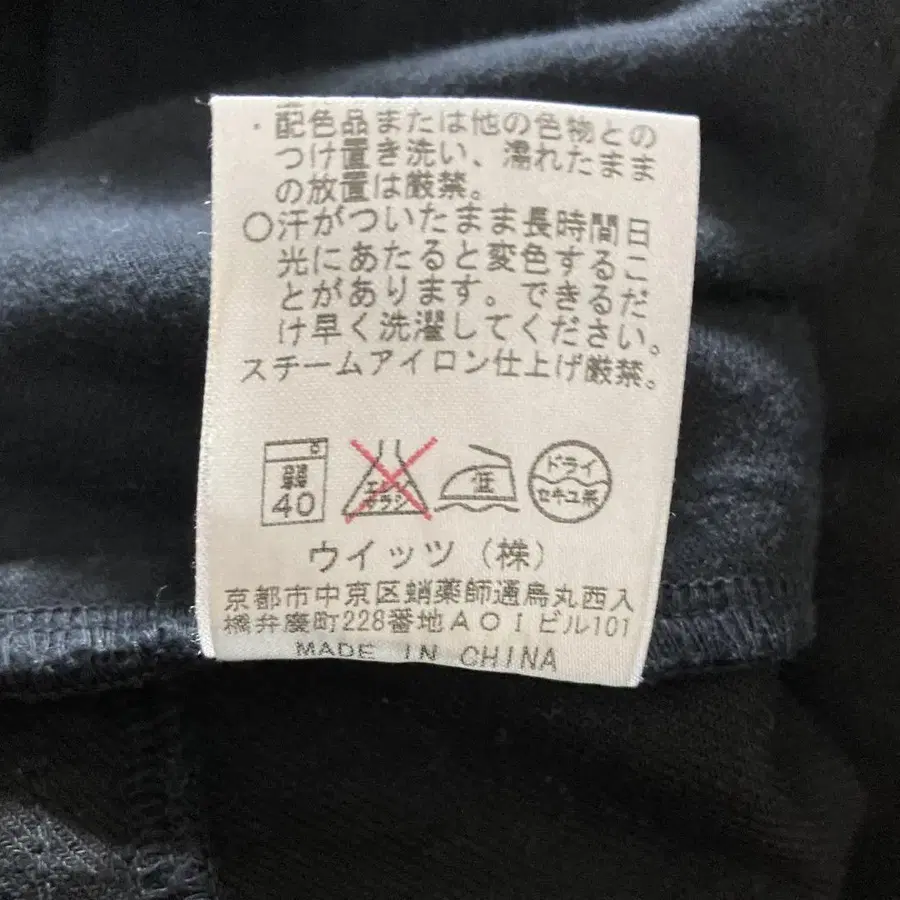 ・配色品または他の色物との
つけ置き洗い、濡れたまま
の放置は厳禁。
○汗がついたまま長時間日
光にあたると変色するこ
とがあります。できるだ
け早く洗濯してください。
スチームアイロン仕上げ厳禁。
弱
40
エンソ
サラシ
低
ドライ
セキユ系
ウイッツ(株)
京都市中京区蛸薬師通烏丸西入
橋弁慶町228番地AOIビル101
MADE IN CHINA